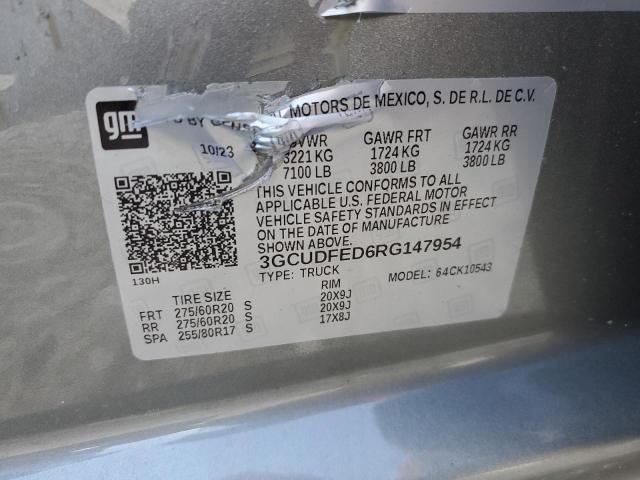 gm
BY GEN MOTORS DE MEXICO, S. DE R.L. DE C.V.
10/23
VWR GAWR FRT GAWR RR
3221 KG 1724 KG 1724 KG
7100 LB 3800 LB 3800 LB
THIS VEHICLE CONFORMS TO ALL
APPLICABLE U.S. FEDERAL MOTOR
VEHICLE SAFETY STANDARDS IN EFFECT
ON THE DATE OF MANUFACTURE
SHOWN ABOVE.
3GCUDFED6RG147954
TYPE: TRUCK MODEL: 64CK10543
130H
TIRE SIZE RIM
FRT 275/60R20 S 20X9J
RR 275/60R20 S 20X9J
SPA 255/80R17 S 17X8J